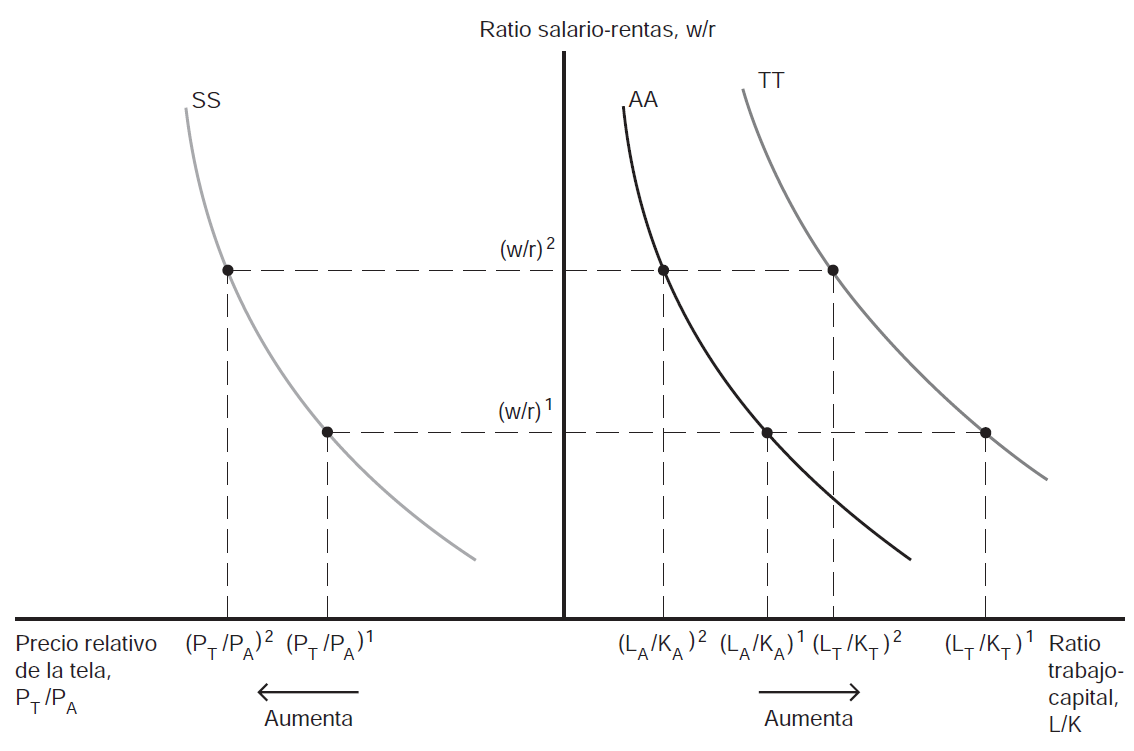 Ratio salario-rentas, w/r
SS
AA
TT
(w/r)²
(w/r)¹
Precio relativo
de la tela,
P_T/P_A
(P_T/P_A)² (P_T/P_A)¹
(L_A/K_A)² (L_A/K_A)¹ (L_T/K_T)² (L_T/K_T)¹
Ratio
trabajo-
capital,
L/K
Aumenta
Aumenta